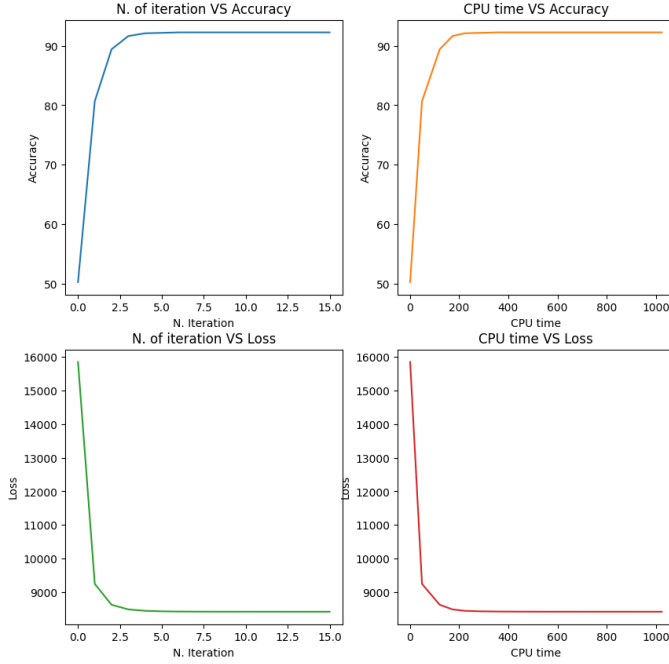 N. of iteration VS Accuracy
90
80
70
60
50
Accuracy
0.0 2.5 5.0 7.5 10.0 12.5 15.0
N. Iteration
CPU time VS Accuracy
90
80
70
60
50
Accuracy
0 200 400 600 800 1000
CPU time
N. of iteration VS Loss
16000
15000
14000
13000
12000
11000
10000
9000
Loss
0.0 2.5 5.0 7.5 10.0 12.5 15.0
N. Iteration
CPU time VS Loss
16000
15000
14000
13000
12000
11000
10000
9000
Loss
0 200 400 600 800 1000
CPU time